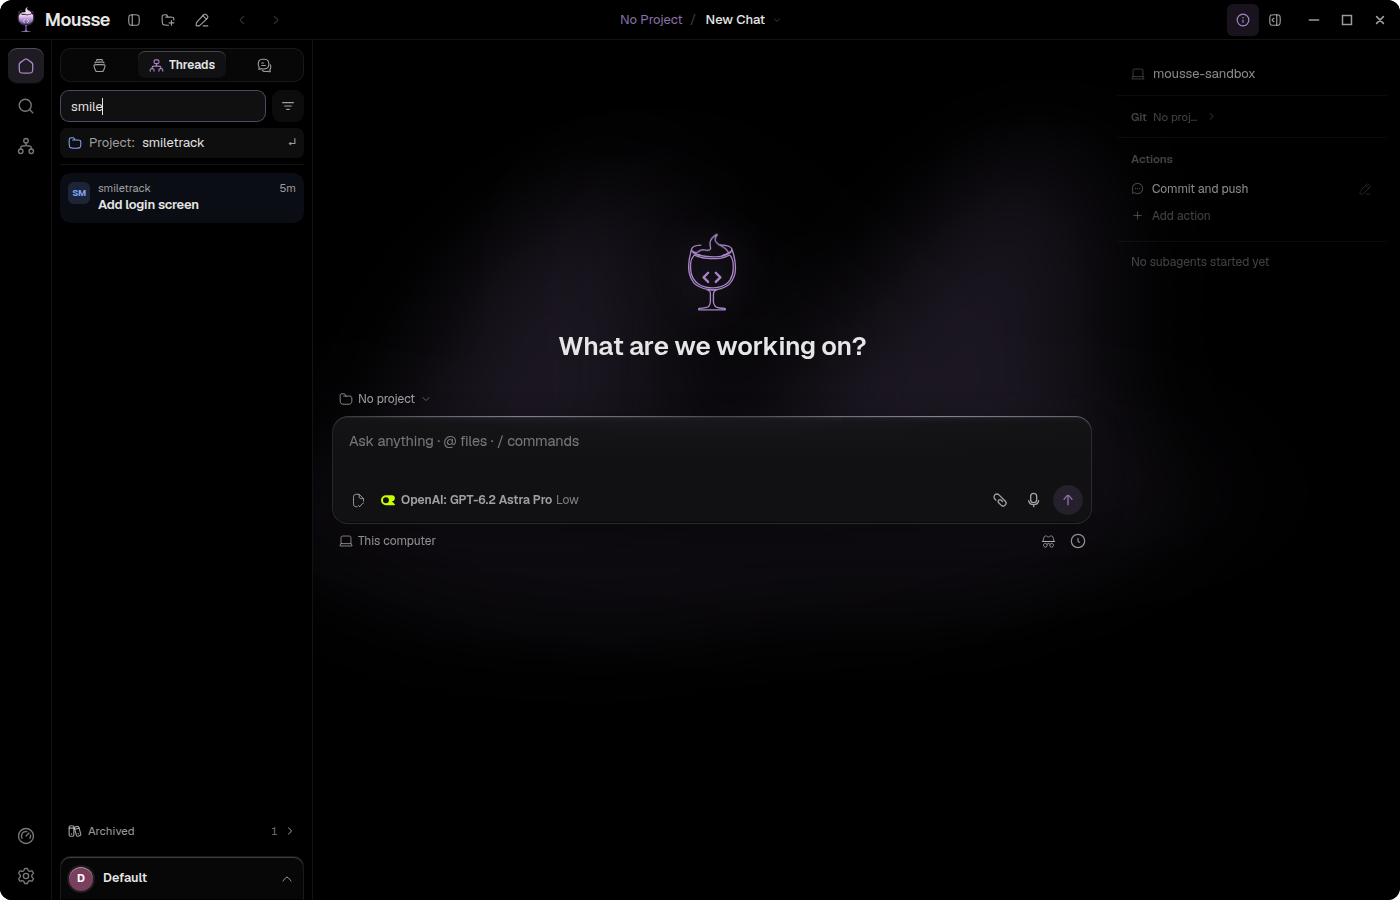 Mousse
No Project / New Chat
Threads
smile
Project: smiletrack
SM
smiletrack
5m
Add login screen
What are we working on?
No project
Ask anything · @ files · / commands
OpenAI: GPT-6.2 Astra Pro Low
This computer
mousse-sandbox
Git No proj...
Actions
Commit and push
Add action
No subagents started yet
Archived
1
D
Default